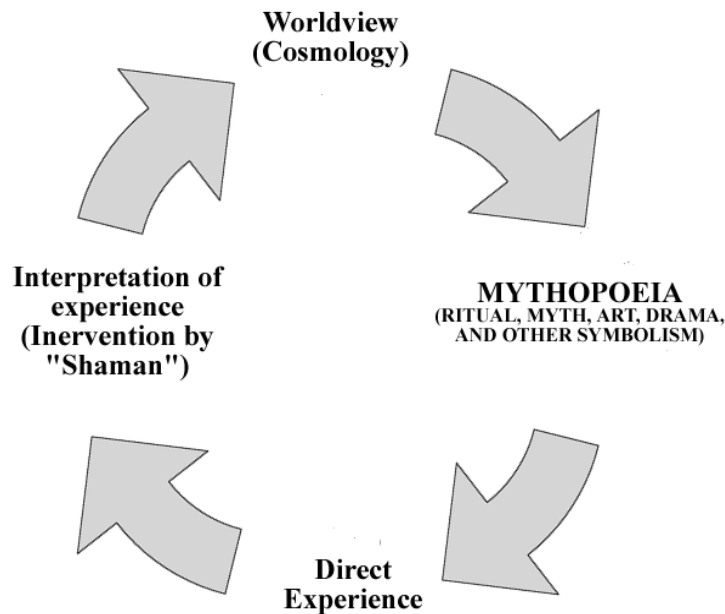 Worldview
(Cosmology)
MYTHOPOEIA
(RITUAL, MYTH, ART, DRAMA,
AND OTHER SYMBOLISM)
Direct
Experience
Interpretation of
experience
(Inervention by
"Shaman")